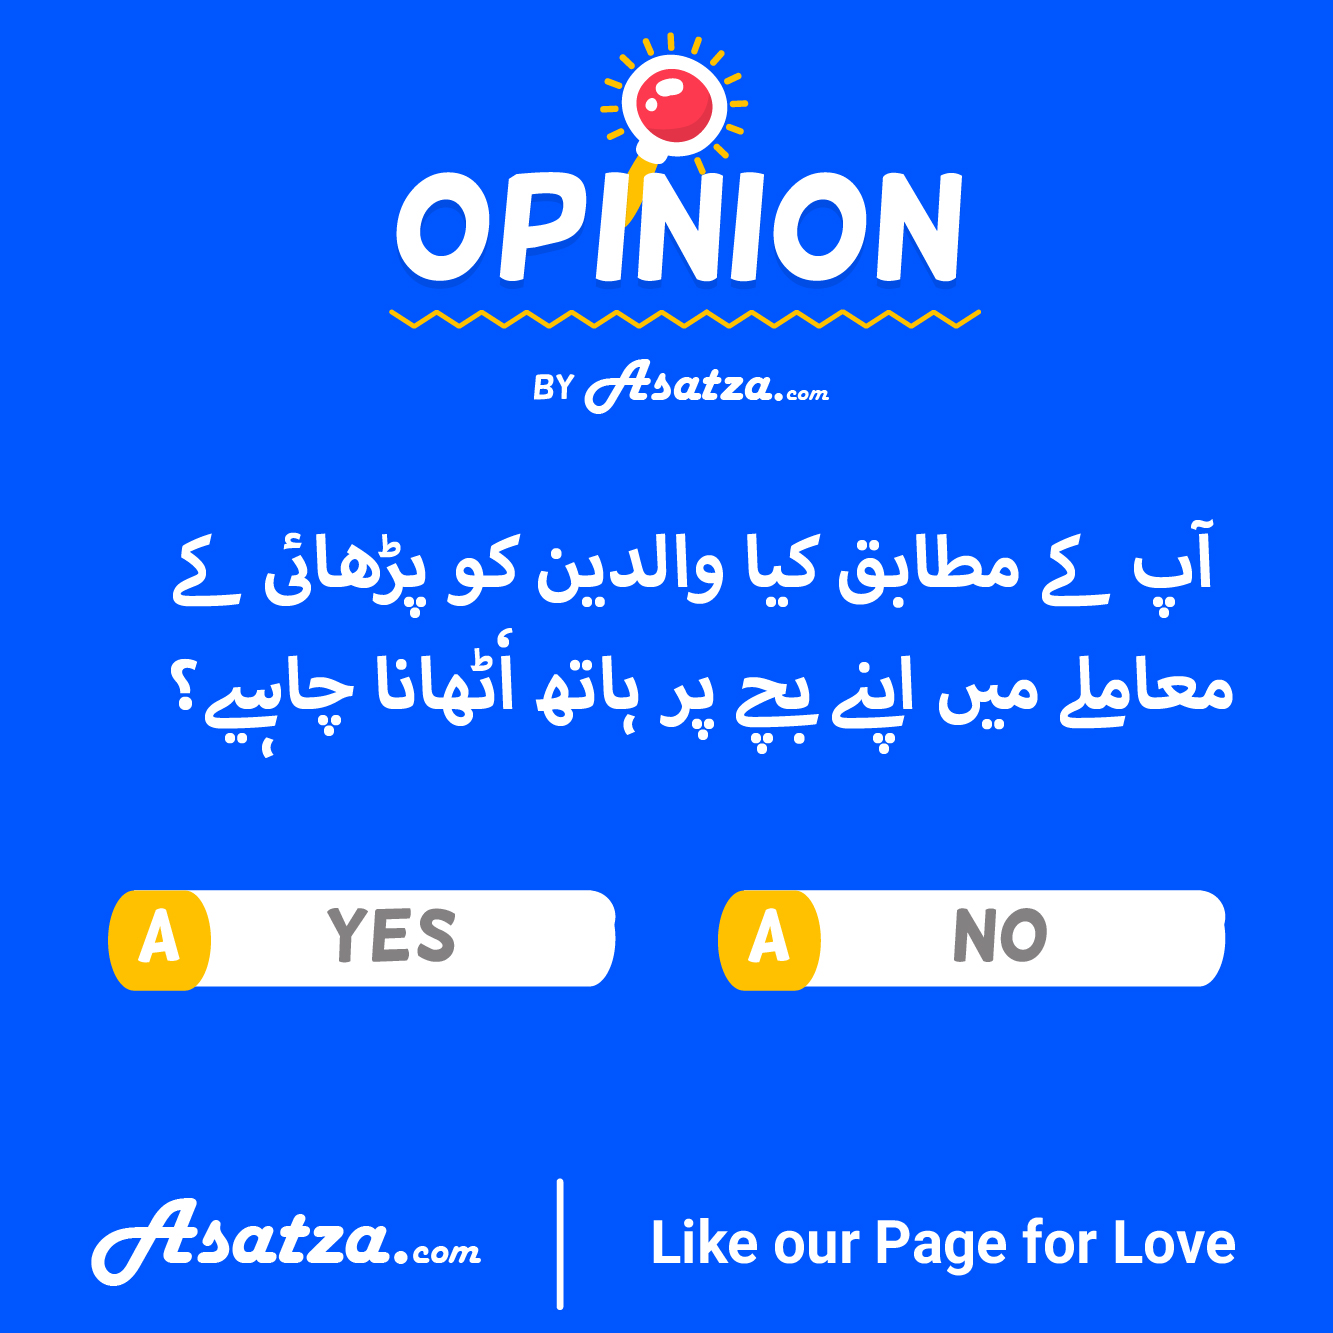 OPINION
BY Asatza.com
آپ کے مطابق کیا والدین کو پڑھائی کے
معاملے میں اپنے بچے پر ہاتھ اُٹھانا چاہیے؟
A YES
A NO
Asatza.com
Like our Page for Love